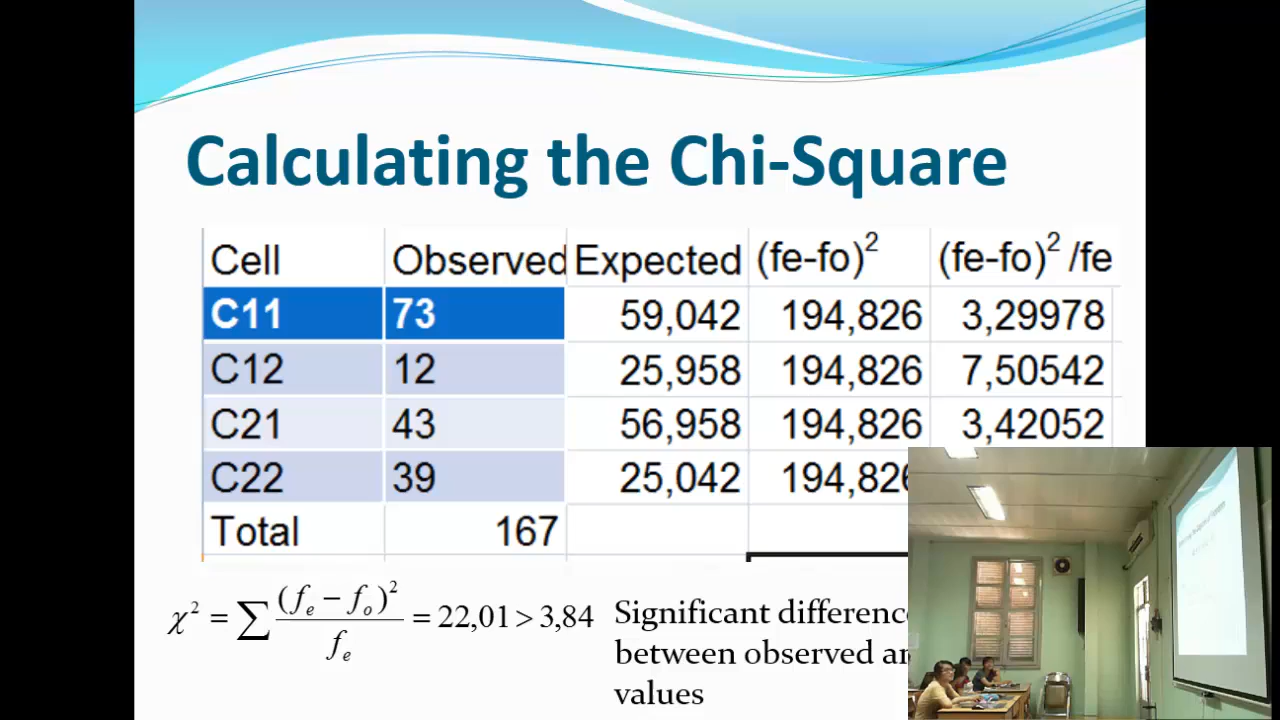 Calculating the Chi-Square
Cell Observed Expected (fe-fo)² (fe-fo)² /fe
C11 73 59,042 194,826 3,29978
C12 12 25,958 194,826 7,50542
C21 43 56,958 194,826 3,42052
C22 39 25,042 194,826
Total 167
χ² = ∑ (fe − fo)² / fe = 22,01 > 3,84
Significant difference
between observed an
values